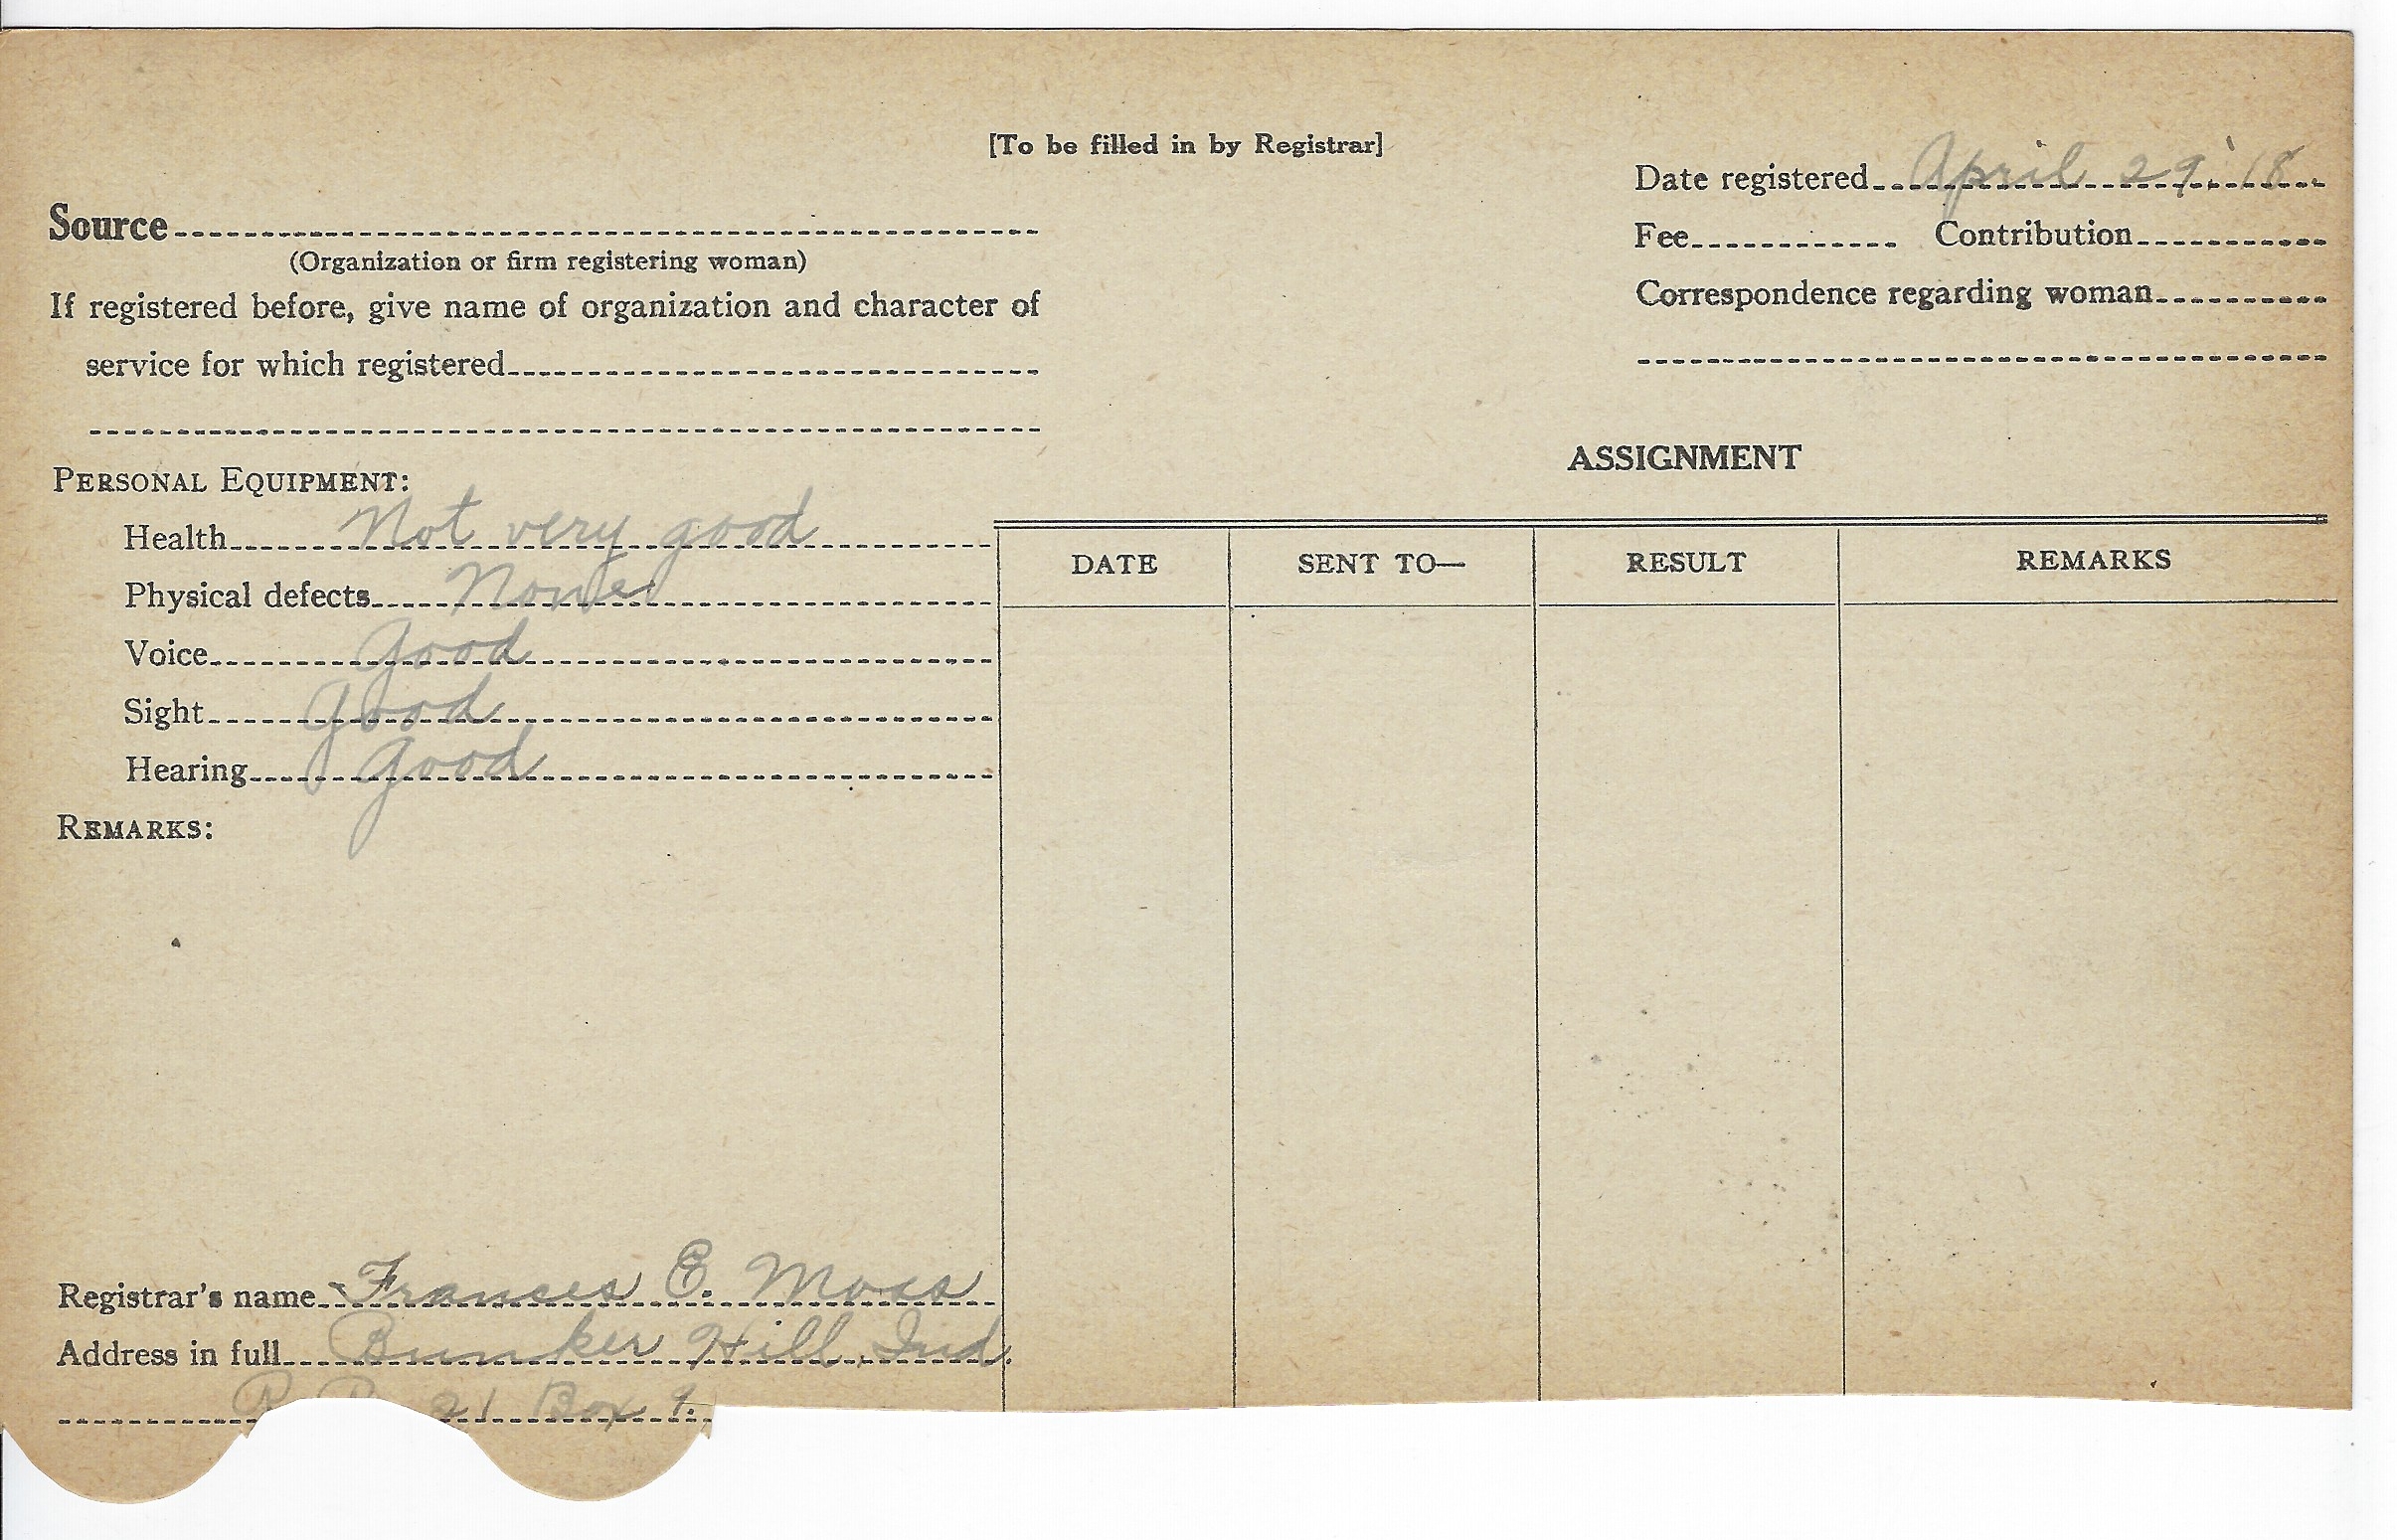 [To be filled in by Registrar]
Date registered April 29, '18.
Source
(Organization or firm registering woman)
Fee Contribution
If registered before, give name of organization and character of
service for which registered
Correspondence regarding woman
ASSIGNMENT
PERSONAL EQUIPMENT:
Health Not very good
Physical defects None
Voice Good
Sight Good
Hearing Good
REMARKS:
DATE SENT TO— RESULT REMARKS
Registrar's name Frances E. Moss
Address in full Bunker Hill, Ind.
R. R. 21 Box 9.